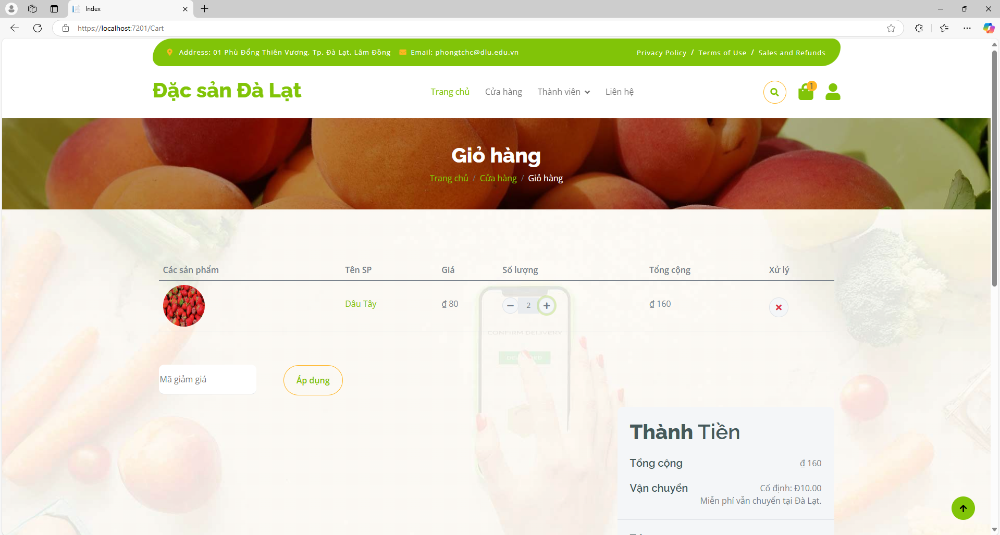 Index
https://localhost:7201/Cart
Address: 01 Phù Đổng Thiên Vương, Tp. Đà Lạt, Lâm Đồng Email: phongtchc@dlu.edu.vn Privacy Policy / Terms of Use / Sales and Refunds
Đặc sản Đà Lạt Trang chủ Cửa hàng Thành viên Liên hệ 1
Giỏ hàng
Trang chủ / Cửa hàng / Giỏ hàng
Các sản phẩm Tên SP Giá Số lượng Tổng cộng Xử lý
Dâu Tây ₫ 80 2 ₫ 160
CONFIRM DELIVERY
Mã giảm giá Áp dụng
Thành Tiền
Tổng cộng ₫ 160
Vận chuyển Cố định: Đ10.00
Miễn phí vẫn chuyển tại Đà Lạt.